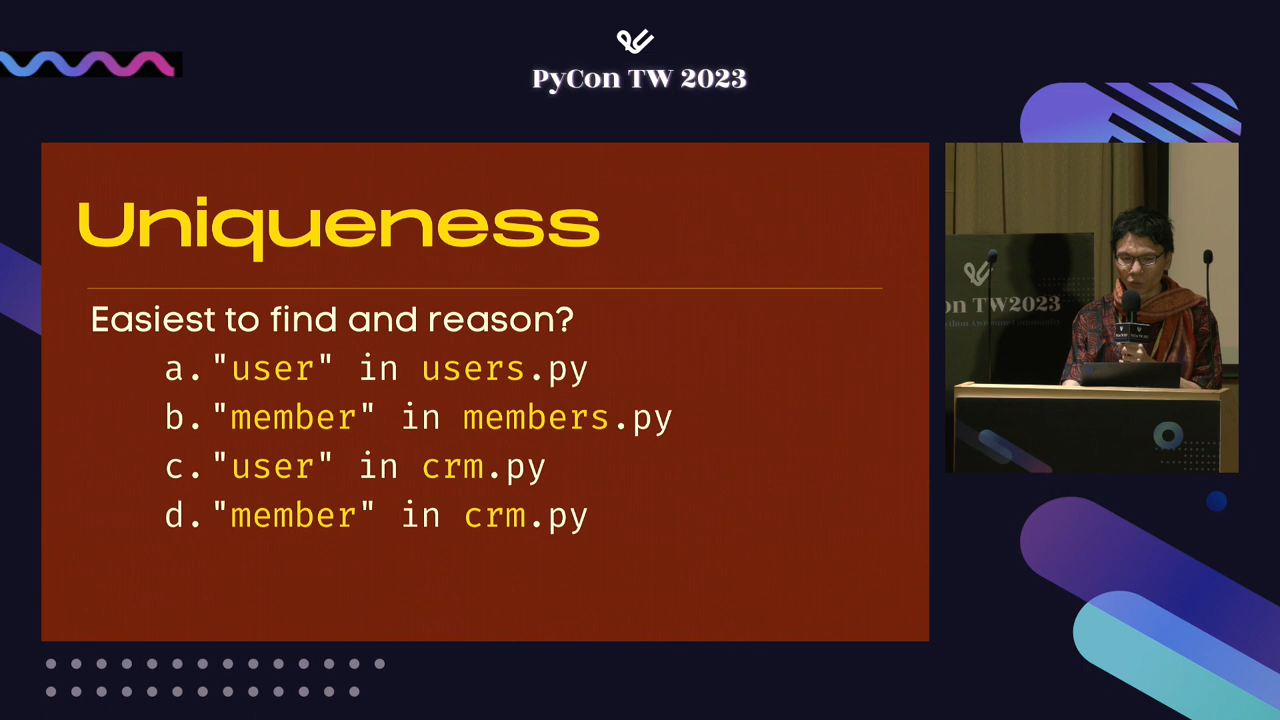 PyCon TW 2023
Uniqueness
Easiest to find and reason?
a. "user" in users.py
b. "member" in members.py
c. "user" in crm.py
d. "member" in crm.py
on TW2023